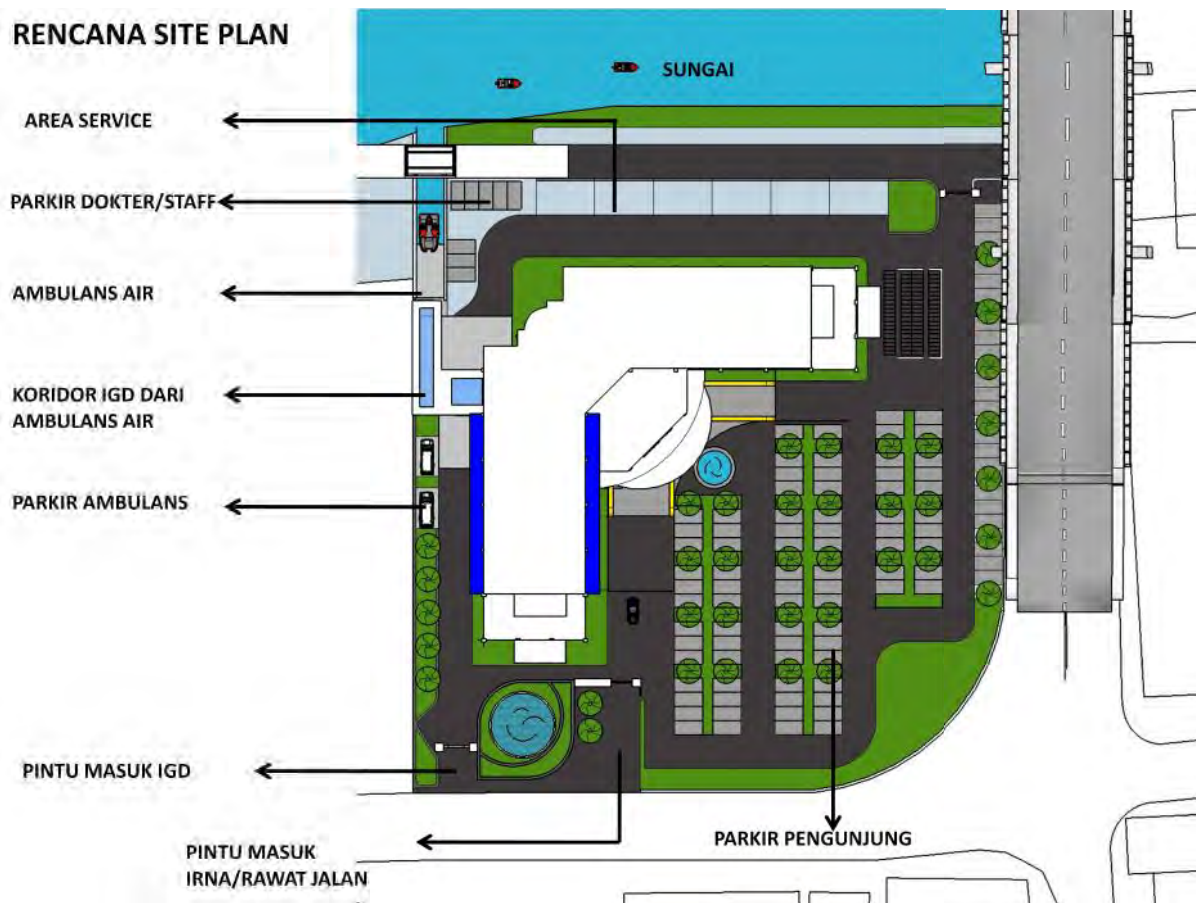 RENCANA SITE PLAN
SUNGAI
AREA SERVICE
PARKIR DOKTER/STAFF
AMBULANS AIR
KORIDOR IGD DARI
AMBULANS AIR
PARKIR AMBULANS
PINTU MASUK IGD
PARKIR PENGUNJUNG
PINTU MASUK
IRNA/RAWAT JALAN